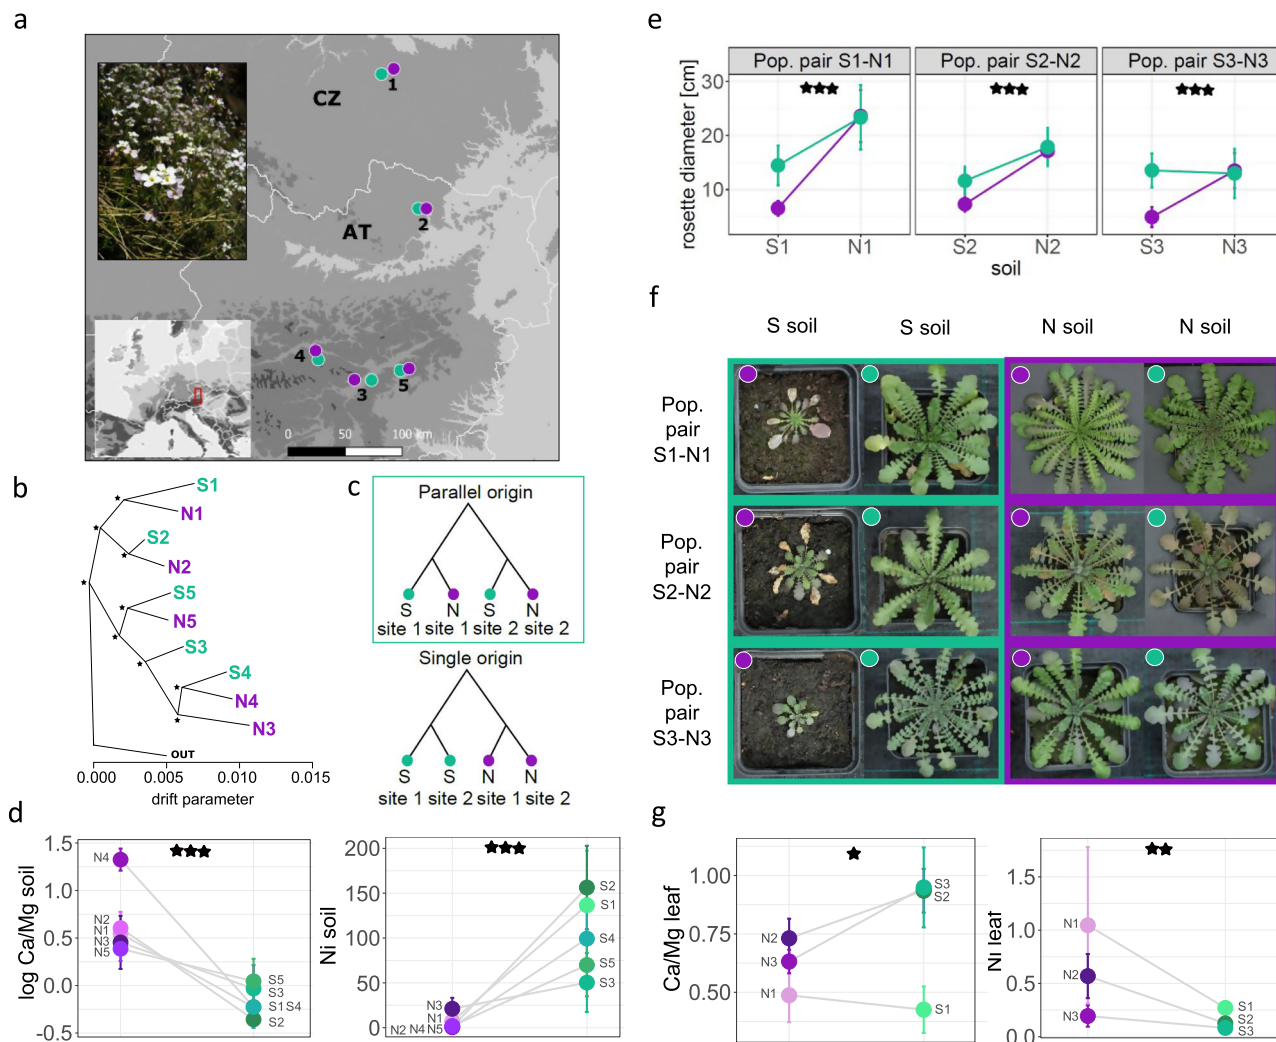 a
CZ
1
AT
2
4
3
5
0 50 100 km
b
S1
N1
S2
N2
S5
N5
S3
S4
N4
N3
OUT
0.000 0.005 0.010 0.015
drift parameter
c
Parallel origin
S N S N
site 1 site 1 site 2 site 2
Single origin
S S N N
site 1 site 2 site 1 site 2
d
log Ca/Mg soil
1.5
1.0
0.5
0.0
-0.5
N4
N2
N1
N3
N5
S5
S3
S1 S4
S2
Ni soil
200
150
100
50
0
N3
N1
N2 N4 N5
S2
S1
S4
S5
S3
e
Pop. pair S1-N1 Pop. pair S2-N2 Pop. pair S3-N3
rosette diameter [cm]
30
20
10
S1 N1 S2 N2 S3 N3
soil
f
S soil S soil N soil N soil
Pop.
pair
S1-N1
Pop.
pair
S2-N2
Pop.
pair
S3-N3
g
Ca/Mg leaf
1.00
0.75
0.50
N2
N3
N1
S3
S2
S1
Ni leaf
1.5
1.0
0.5
0.0
N1
N2
N3
S1
S2
S3